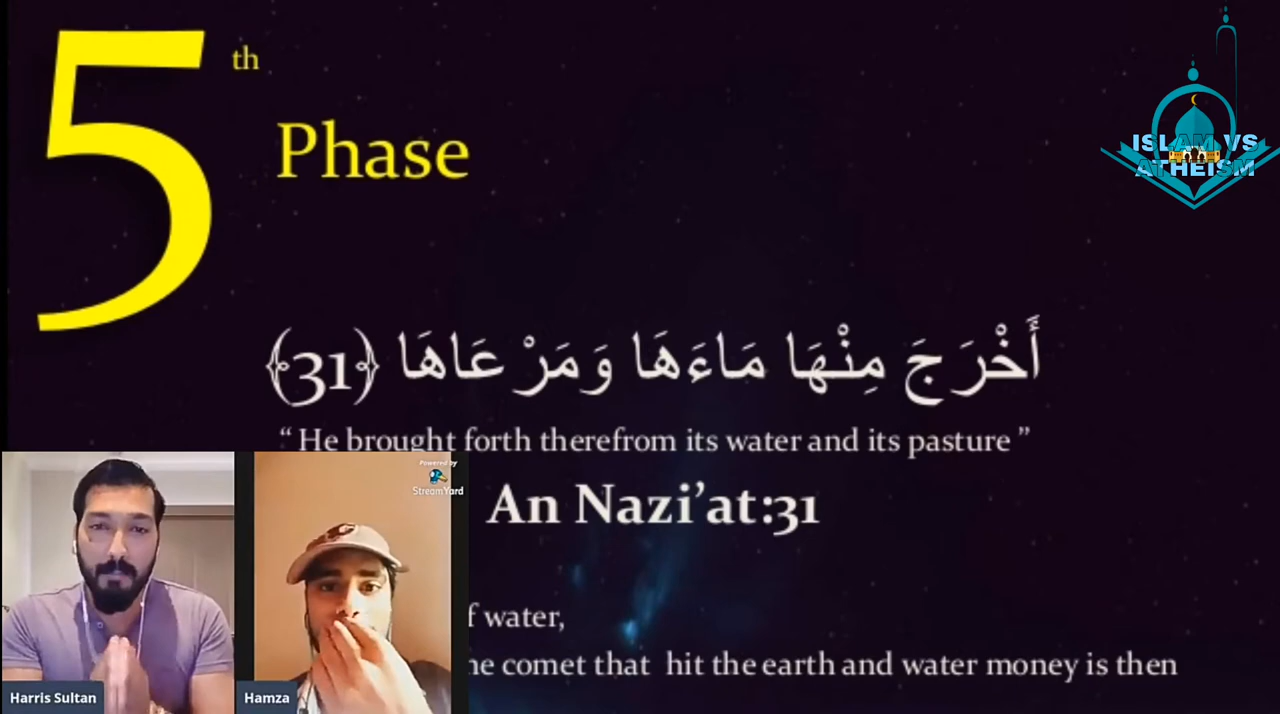 5th
Phase
ISLAM VS
ATHEISM
أَخْرَجَ مِنْهَا مَاءَهَا وَمَرْعَاهَا ﴿31﴾
“ He brought forth therefrom its water and its pasture ”
An Nazi’at:31
Powered by
StreamYard
f water,
he comet that hit the earth and water money is then
Harris Sultan
Hamza